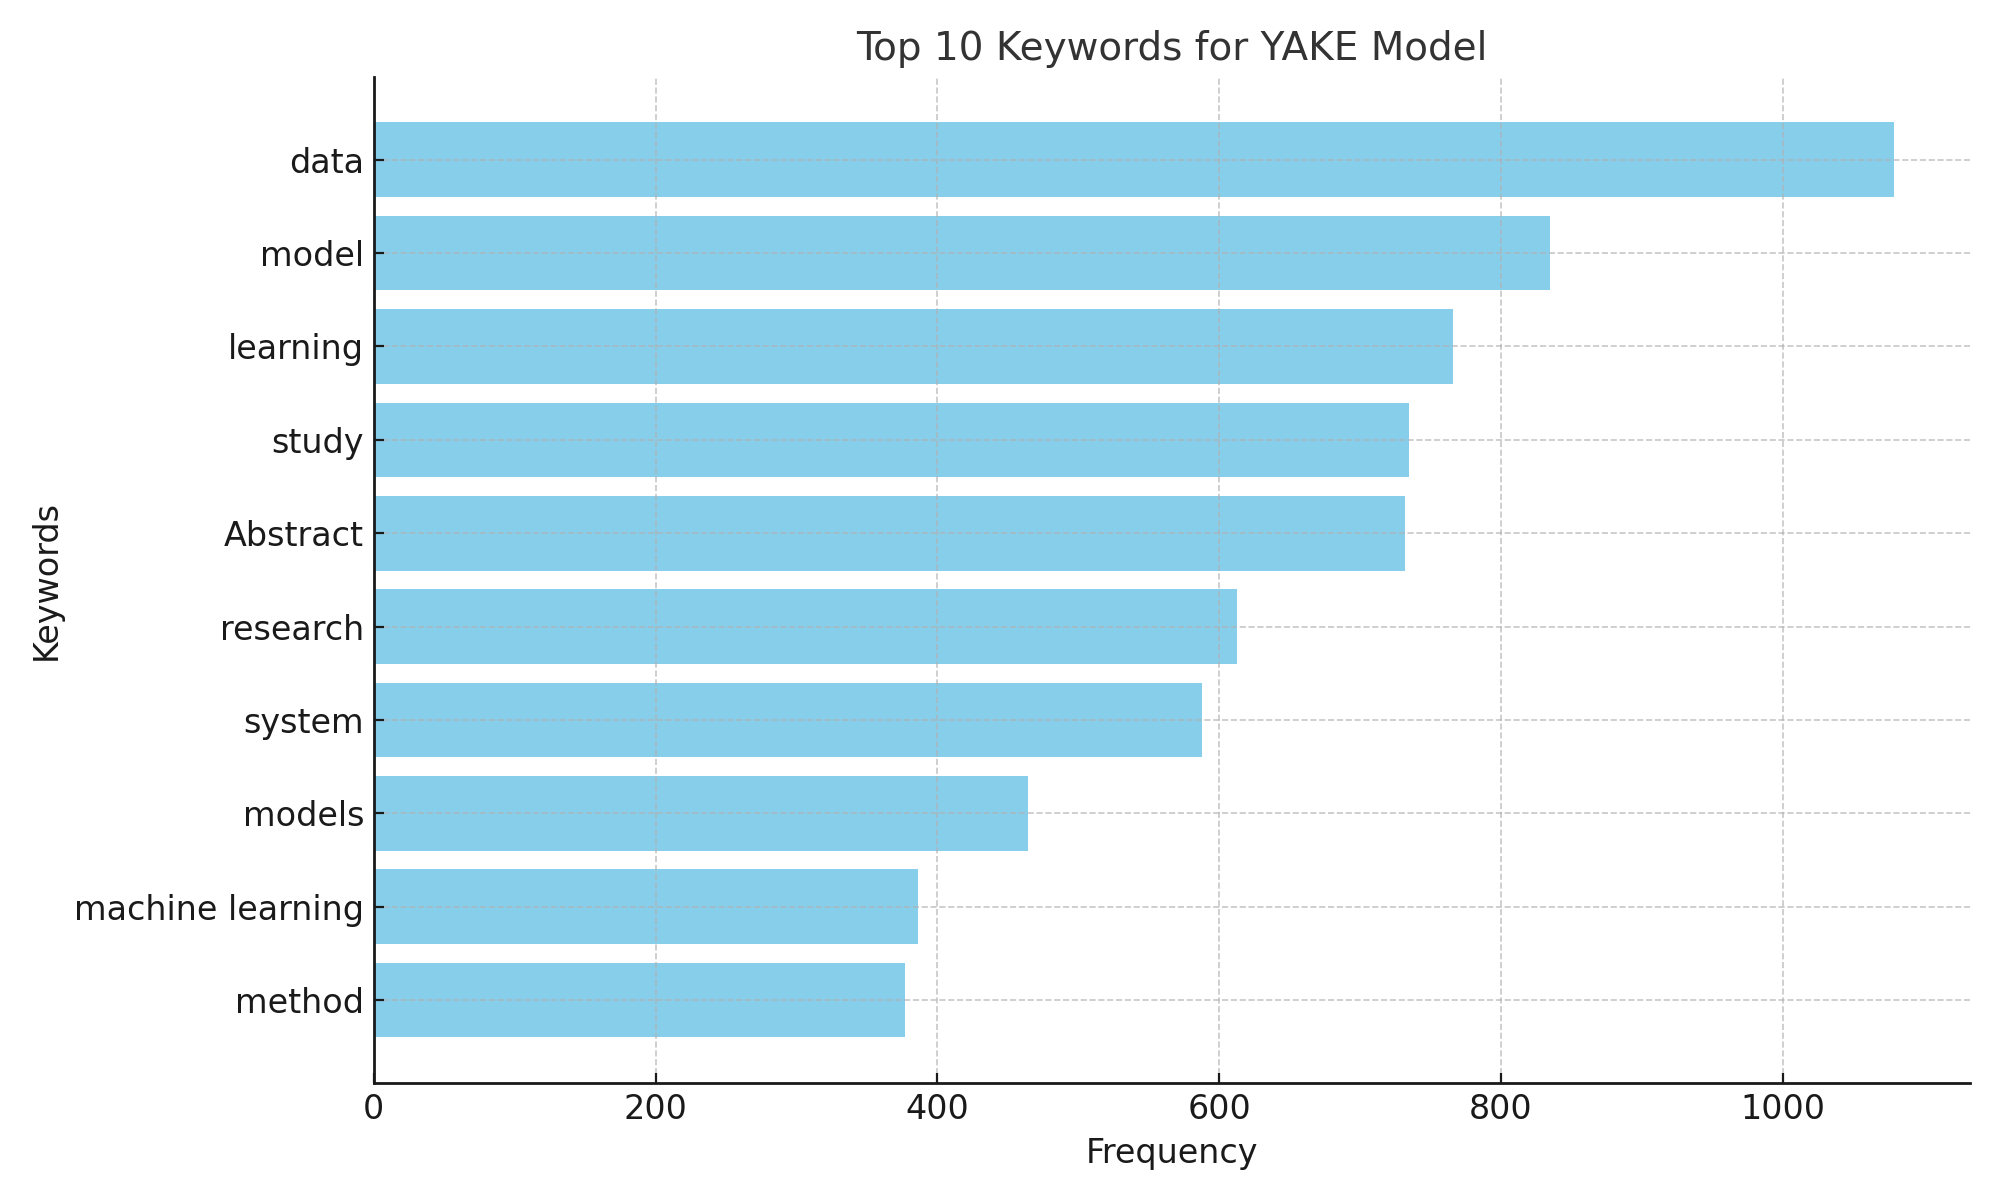 Top 10 Keywords for YAKE Model
Keywords
data
model
learning
study
Abstract
research
system
models
machine learning
method
0 200 400 600 800 1000
Frequency